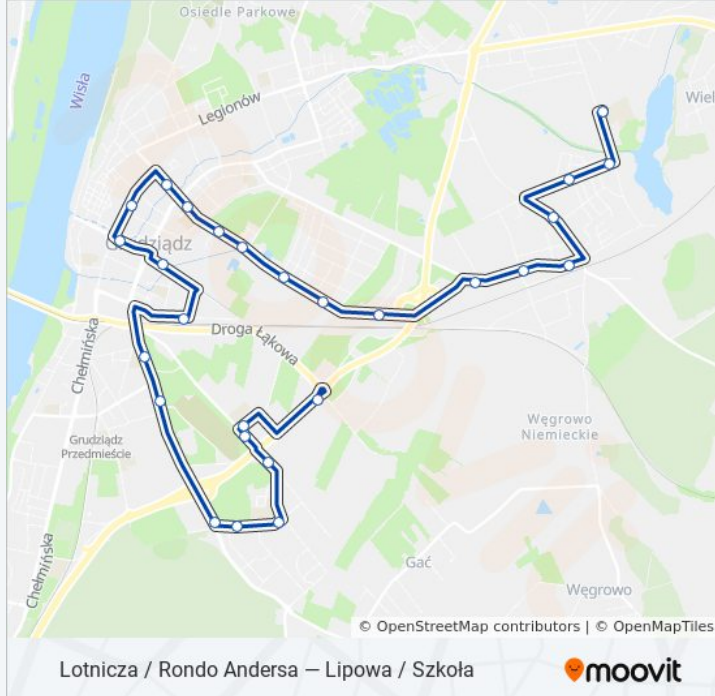 Osiedle Parkowe
Wisła
Legionów
Wiel
Grudziądz
Droga Łąkowa
Chełmińska
Grudziądz
Przedmieście
Węgrowo
Niemieckie
Chełmińska
Gać
Węgrowo
© OpenStreetMap contributors | © OpenMapTiles
Lotnicza / Rondo Andersa — Lipowa / Szkoła
moovit